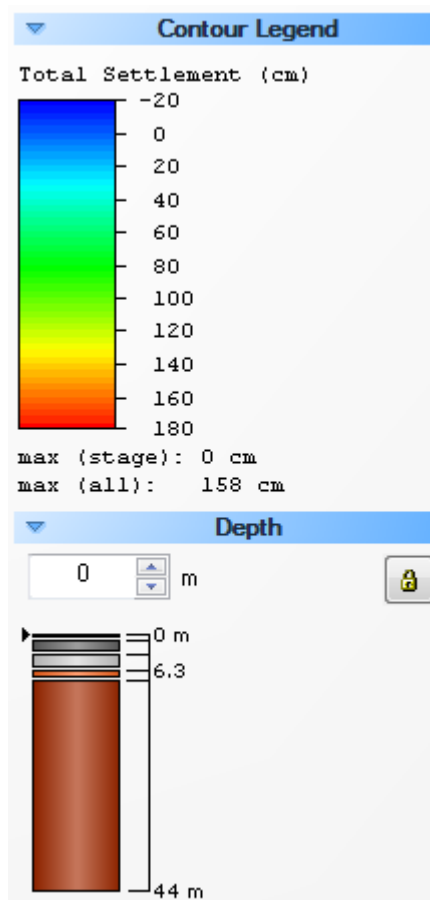 Contour Legend
Total Settlement (cm)
-20
0
20
40
60
80
100
120
140
160
180
max (stage): 0 cm
max (all): 158 cm
Depth
0 m
0 m
6.3
44 m